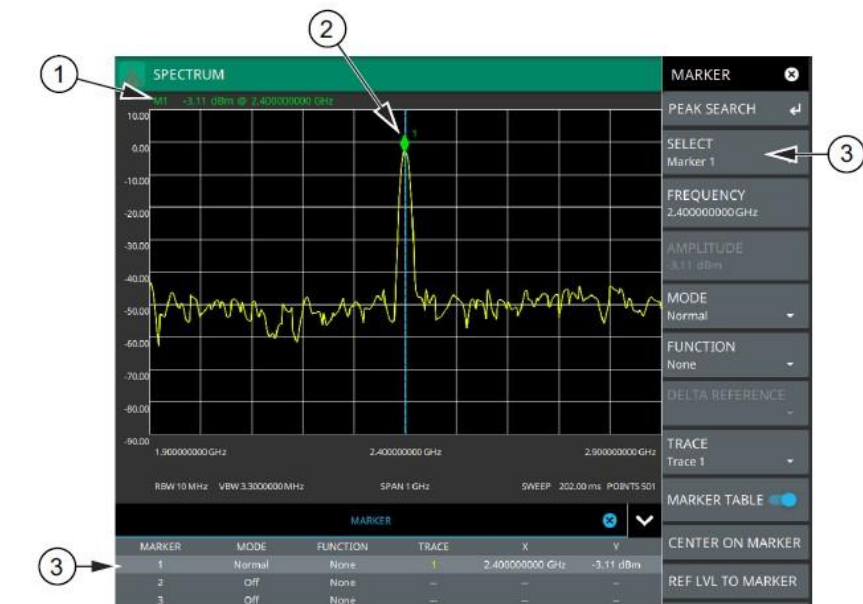 2
1
SPECTRUM
MARKER
M1 -3.11 dBm @ 2.400000000 GHz
PEAK SEARCH
10.00
1
SELECT
Marker 1
3
0.00
-10.00
FREQUENCY
2.400000000 GHz
-20.00
AMPLITUDE
-3.11 dBm
-30.00
-40.00
MODE
Normal
-50.00
FUNCTION
None
-60.00
-70.00
DELTA REFERENCE
--
-80.00
-90.00
TRACE
Trace 1
1.900000000 GHz 2.400000000 GHz 2.900000000 GHz
RBW 10 MHz VBW 3.3000000 MHz SPAN 1 GHz SWEEP 202.00 ms POINTS 501
MARKER TABLE
MARKER
CENTER ON MARKER
MARKER MODE FUNCTION TRACE X Y
3
1 Normal None 1 2.400000000 GHz -3.11 dBm
REF LVL TO MARKER
2 Off None -- -- --
3 Off None -- -- --